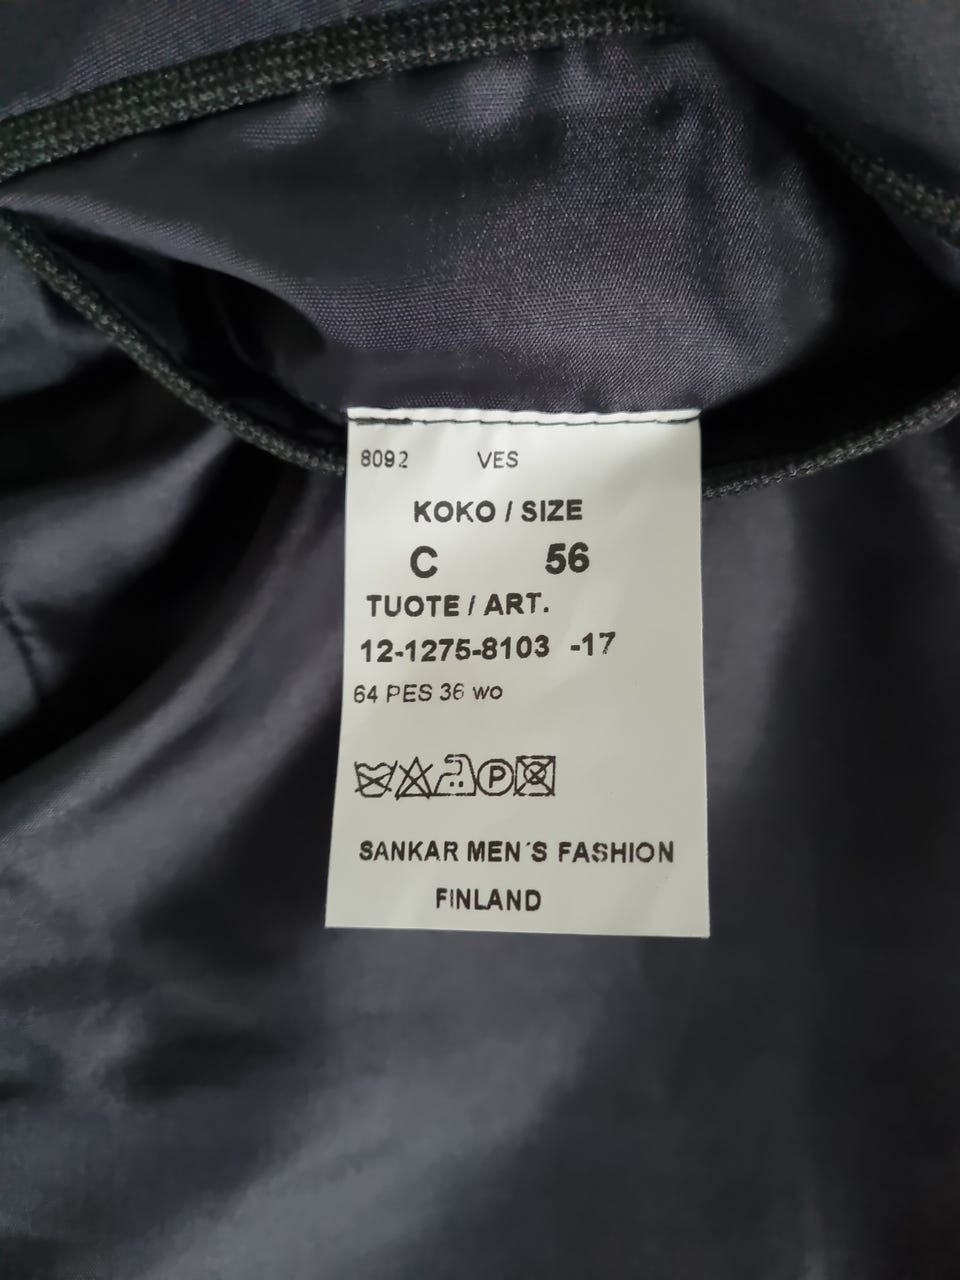 8092 VES
KOKO / SIZE
C 56
TUOTE / ART.
12-1275-8103 -17
64 PES 36 wo
P
SANKAR MEN´S FASHION
FINLAND